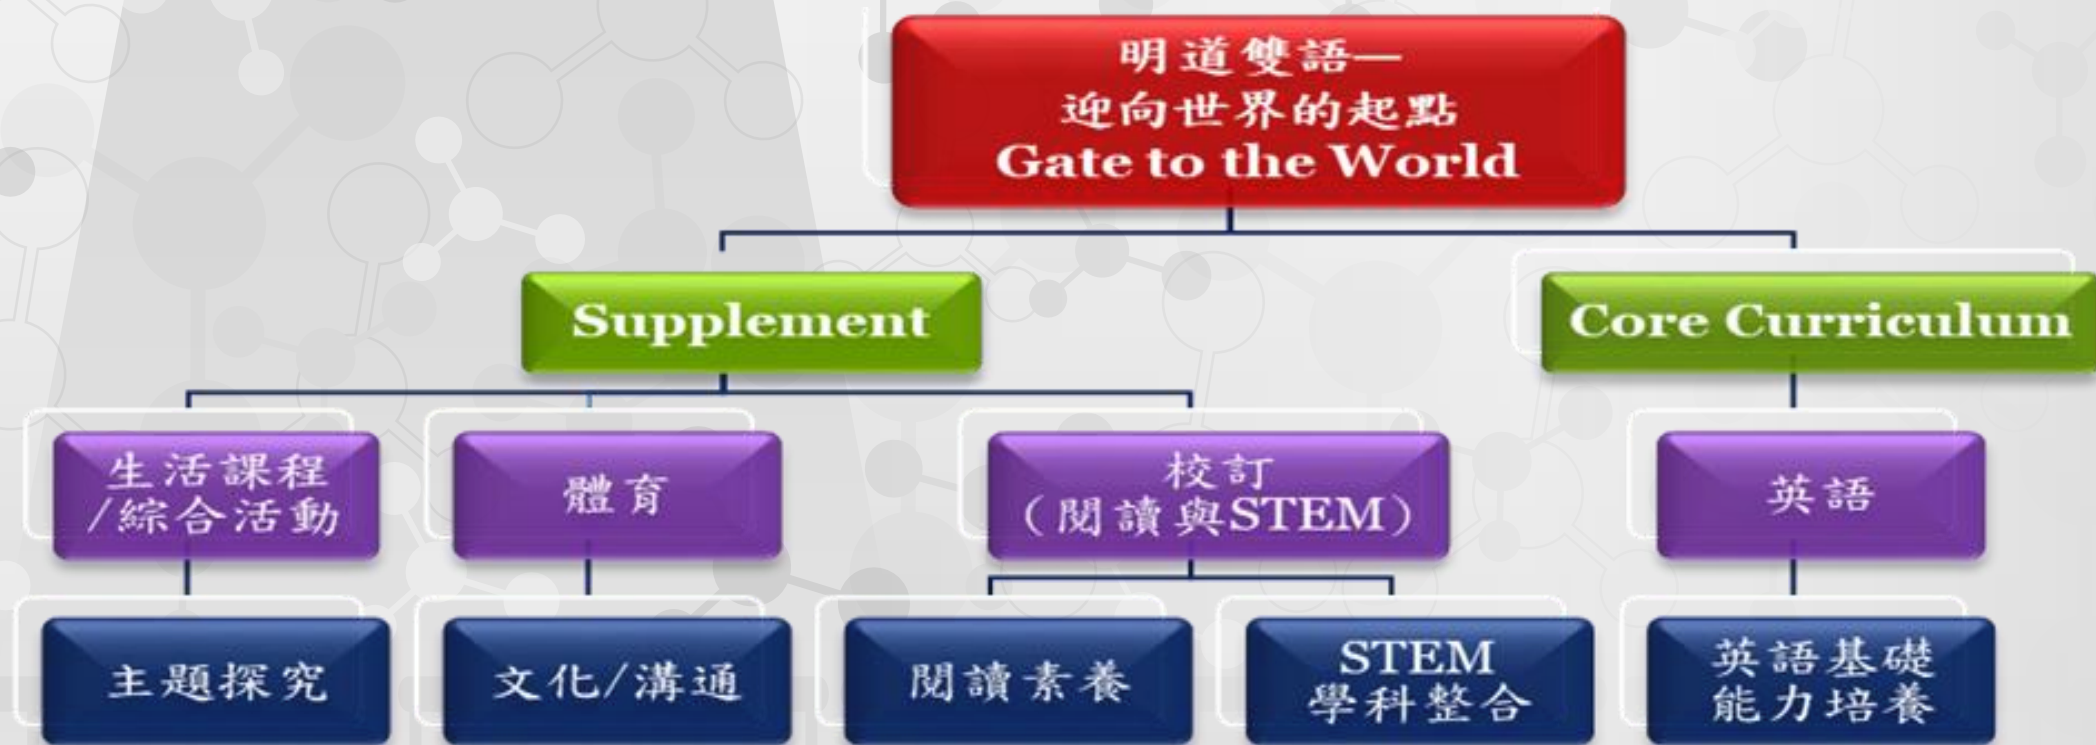 明道雙語—
迎向世界的起點
Gate to the World
Supplement
Core Curriculum
生活課程
/綜合活動
體育
校訂
（閱讀與STEM）
英語
主題探究
文化/溝通
閱讀素養
STEM
學科整合
英語基礎
能力培養